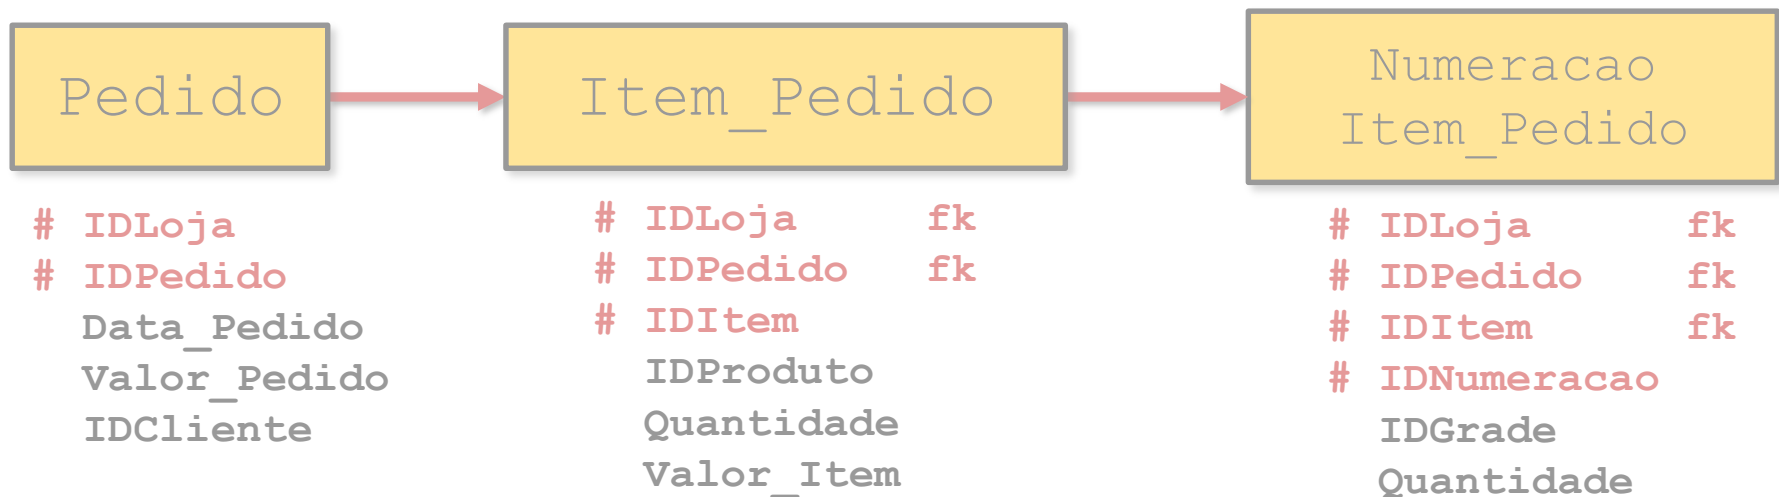 Pedido
# IDLoja
# IDPedido
Data_Pedido
Valor_Pedido
IDCliente
Item_Pedido
# IDLoja fk
# IDPedido fk
# IDItem
IDProduto
Quantidade
Valor_Item
Numeracao
Item_Pedido
# IDLoja fk
# IDPedido fk
# IDItem fk
# IDNumeracao
IDGrade
Quantidade